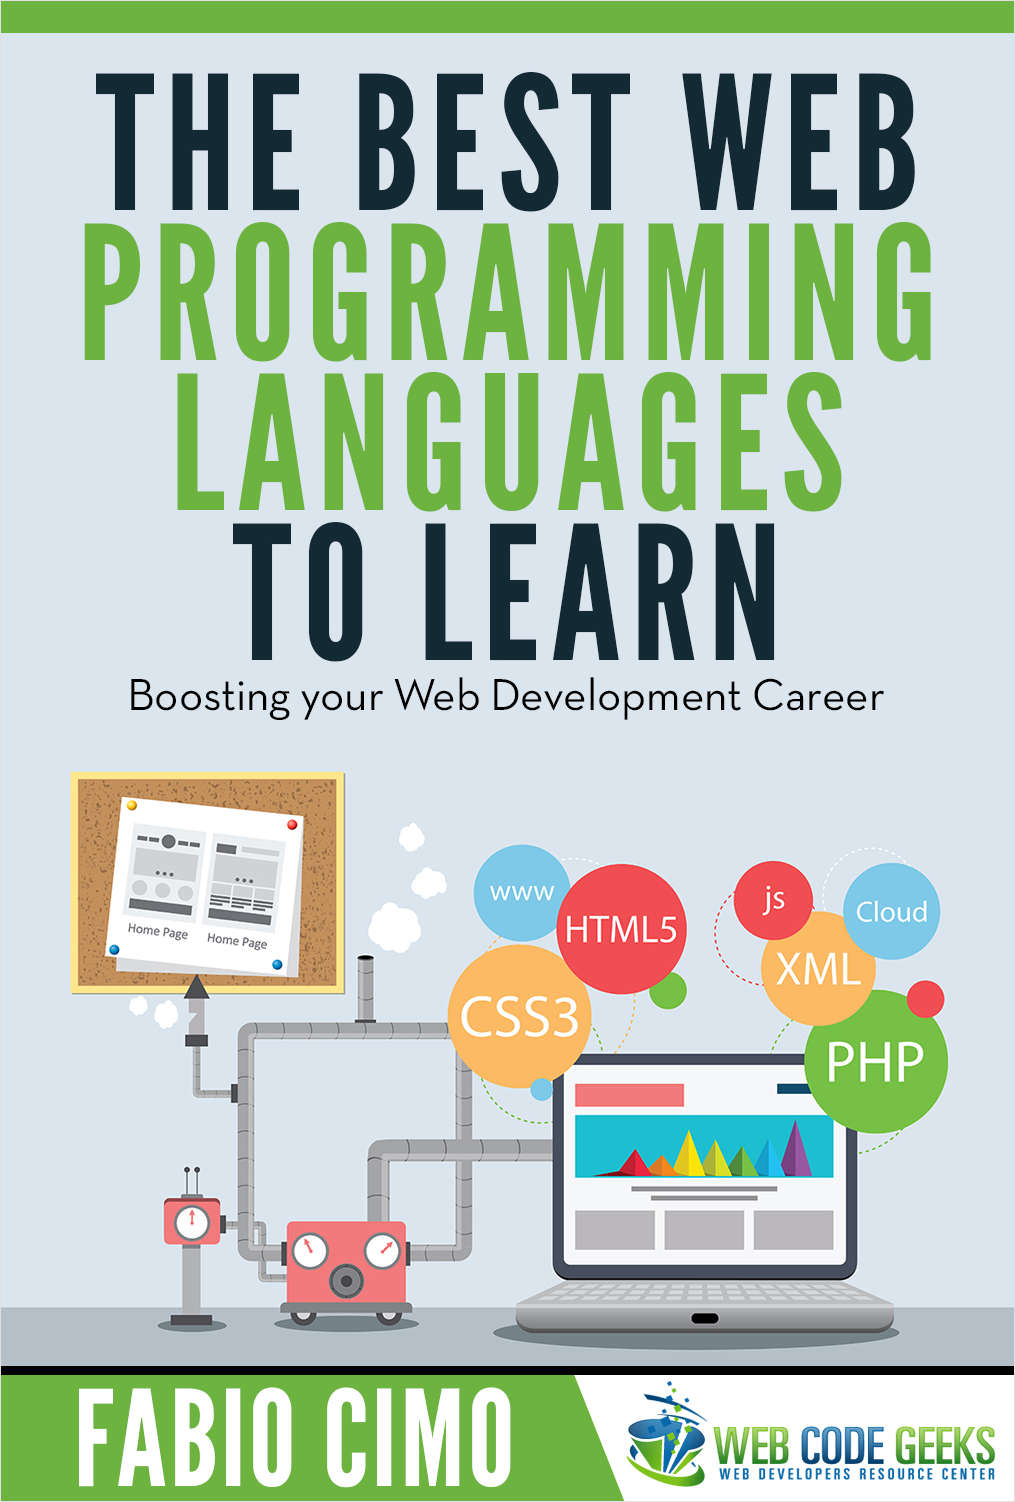 THE BEST WEB
PROGRAMMING
LANGUAGES
TO LEARN
Boosting your Web Development Career
Home Page
Home Page
www
HTML5
CSS3
js
Cloud
XML
PHP
FABIO CIMO
WEB CODE GEEKS
WEB DEVELOPERS RESOURCE CENTER